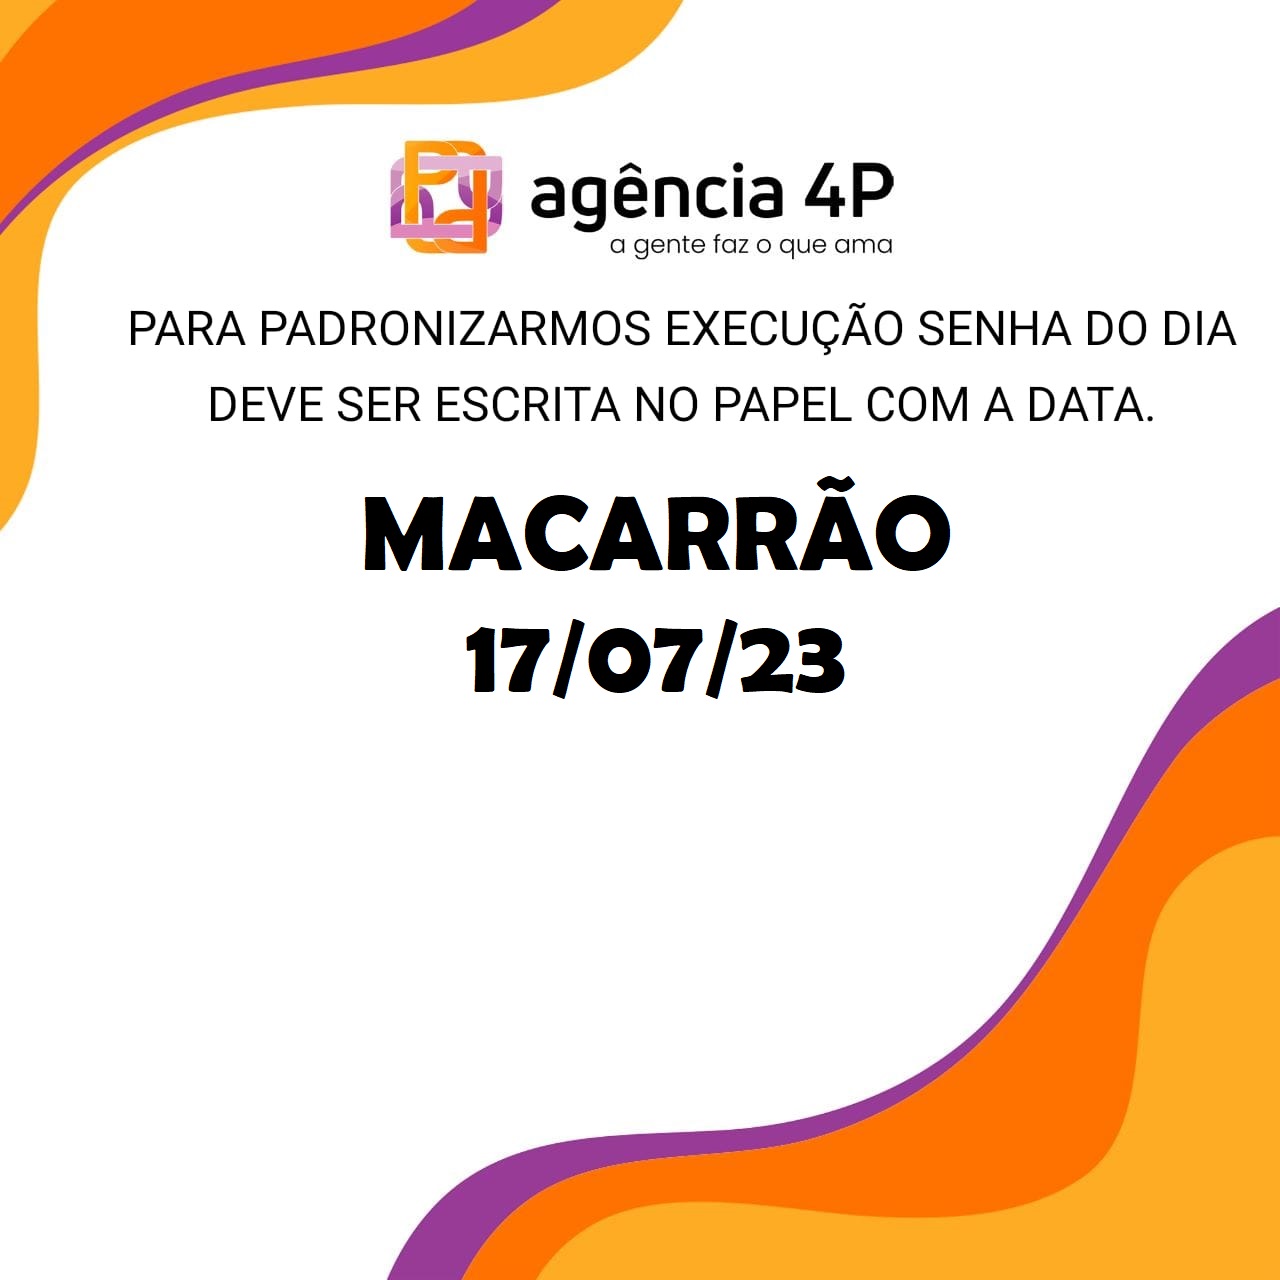 agência 4P
a gente faz o que ama
PARA PADRONIZARMOS EXECUÇÃO SENHA DO DIA
DEVE SER ESCRITA NO PAPEL COM A DATA.
MACARRÃO
17/07/23